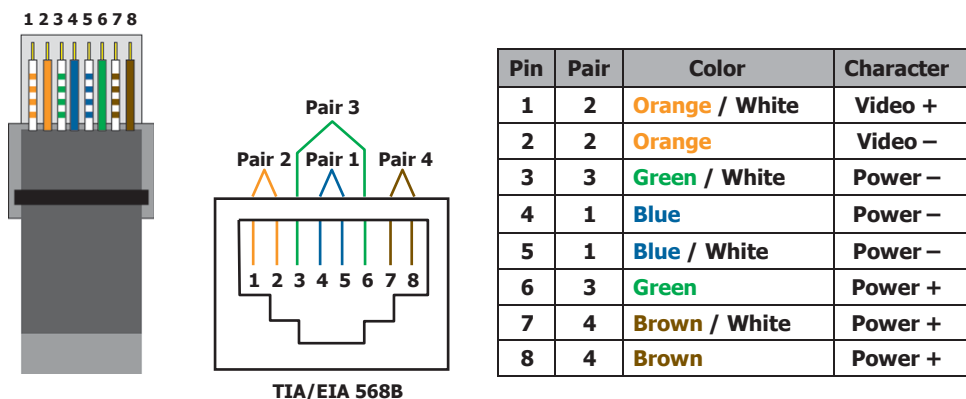 1 2 3 4 5 6 7 8
Pair 3
Pair 2 Pair 1 Pair 4
1 2 3 4 5 6 7 8
TIA/EIA 568B
Pin Pair Color Character
1 2 Orange / White Video +
2 2 Orange Video –
3 3 Green / White Power –
4 1 Blue Power –
5 1 Blue / White Power –
6 3 Green Power +
7 4 Brown / White Power +
8 4 Brown Power +